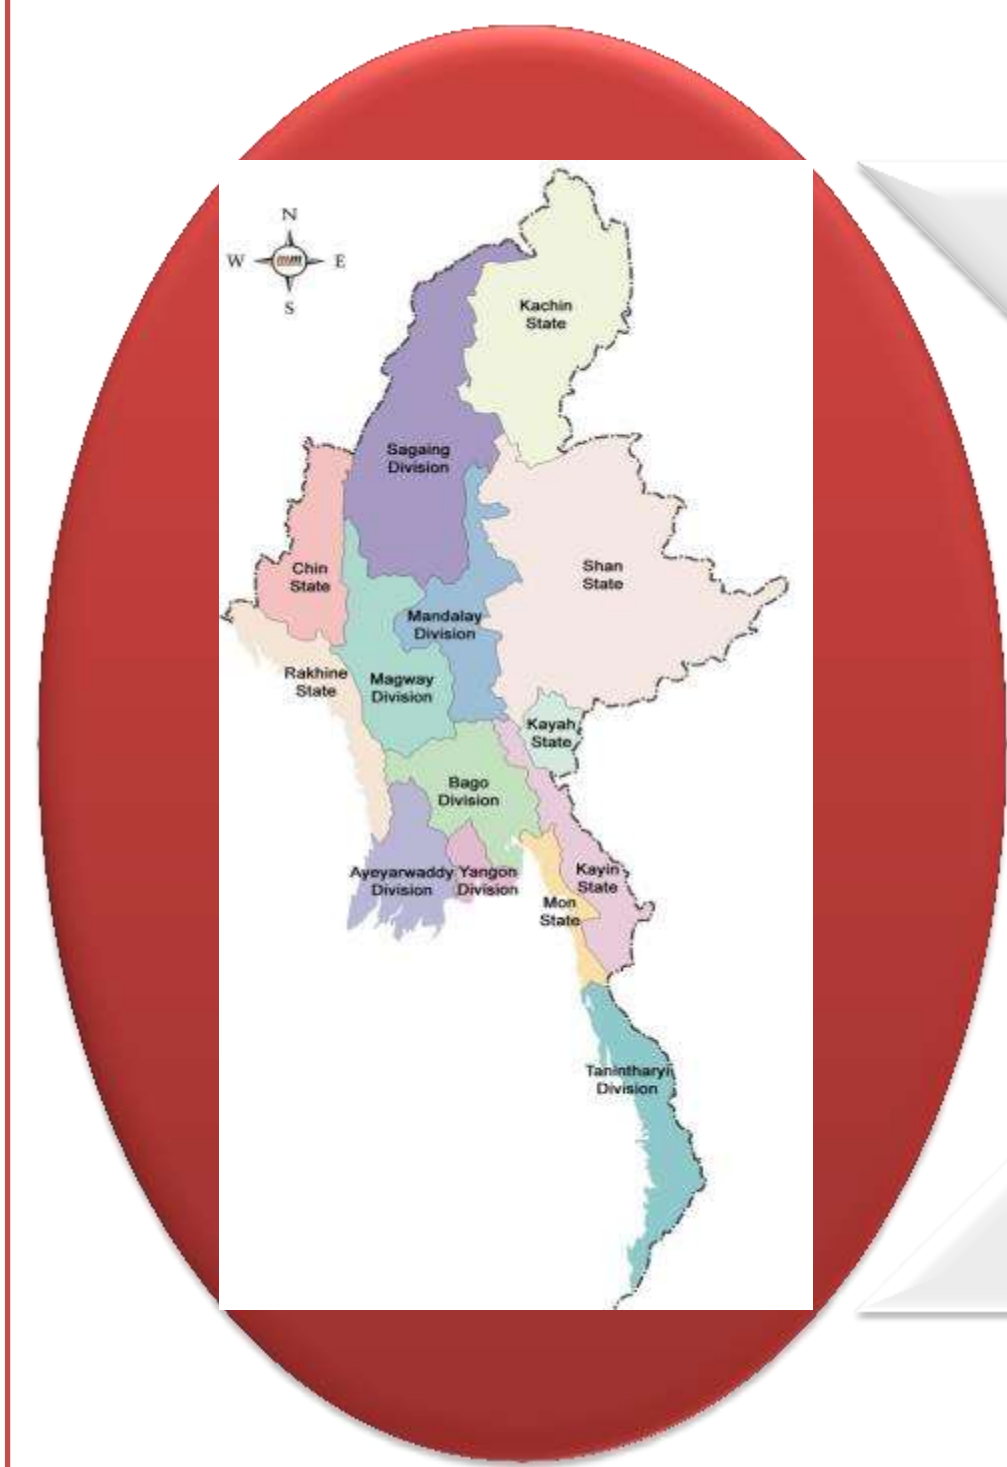 N
W E
S
Kachin
State
Sagaing
Division
Chin
State
Shan
State
Mandalay
Division
Rakhine
State
Magway
Division
Kayah
State
Bago
Division
Ayeyarwaddy
Division
Yangon
Division
Kayin
State
Mon
State
Tanintharyi
Division